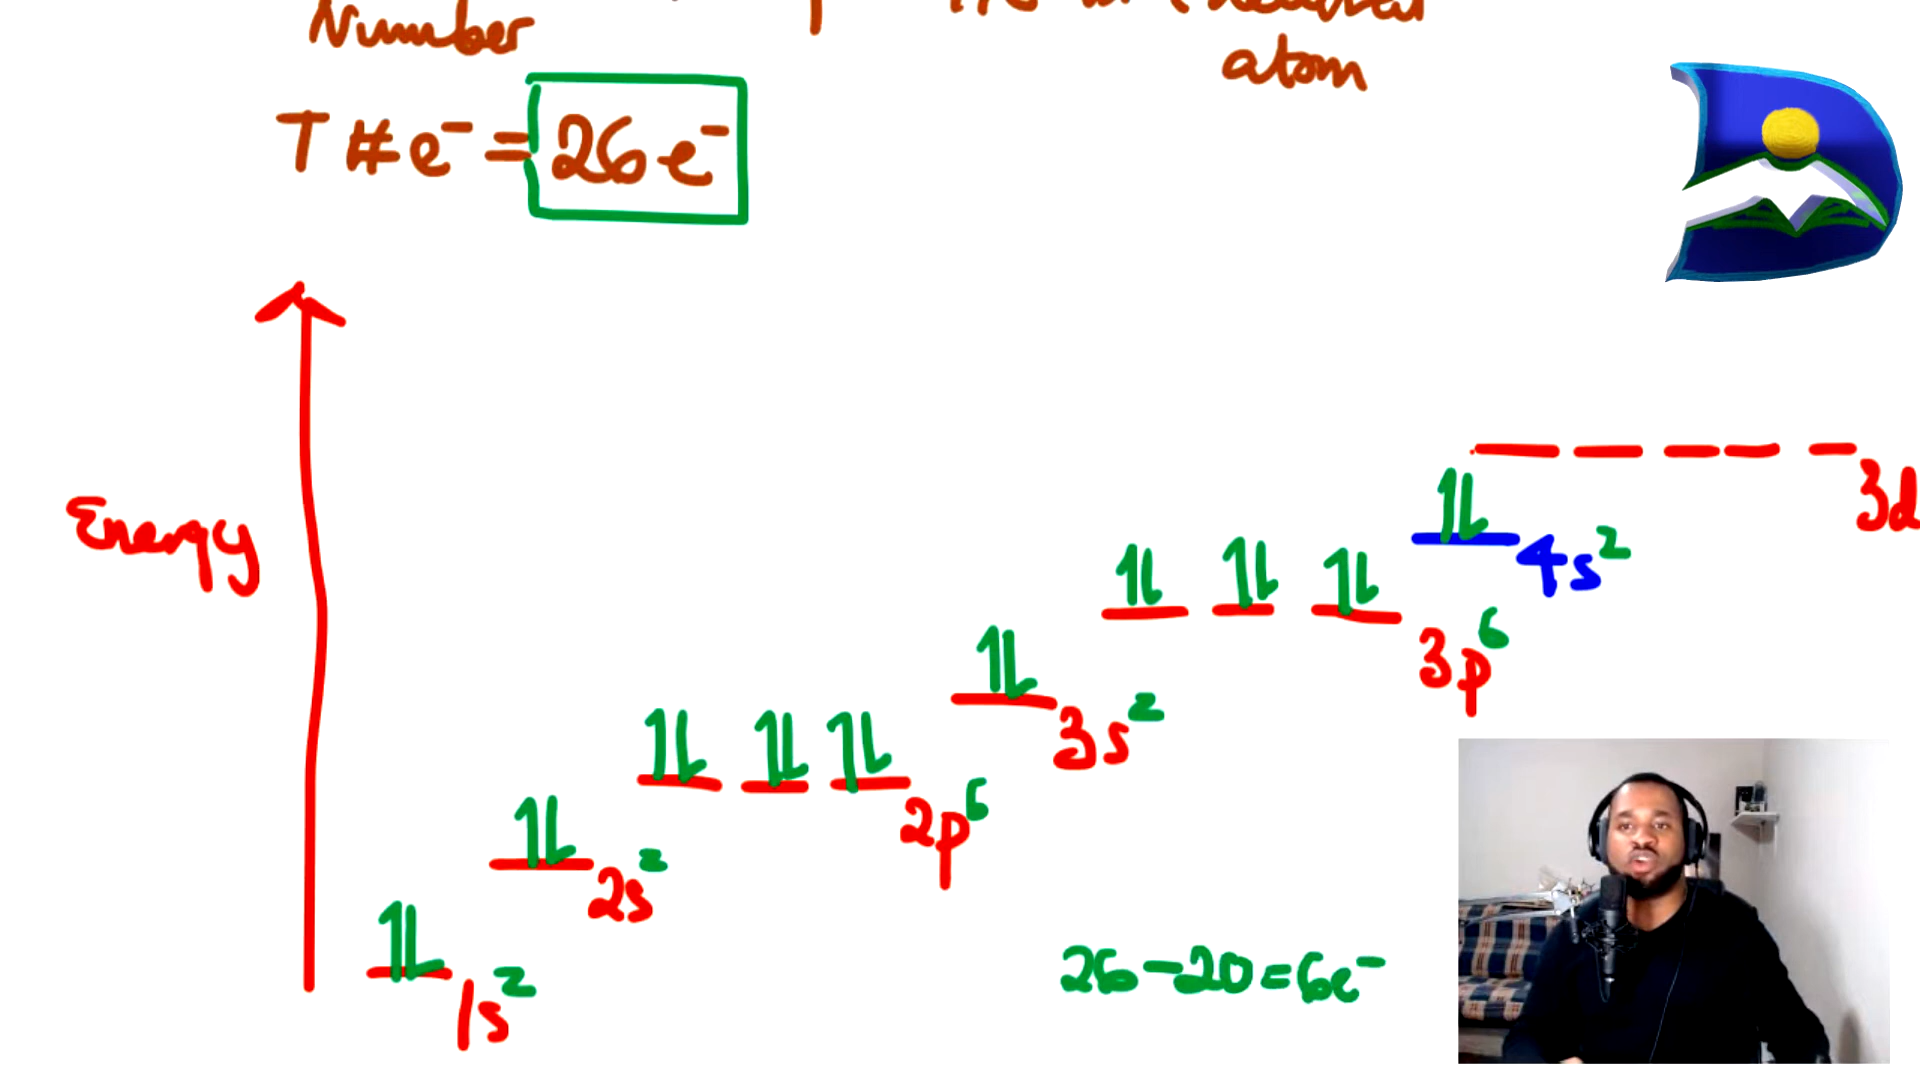 Number
atom
T # e⁻ = 26e⁻
Energy
3d
4s²
3p⁶
3s²
2p⁶
2s²
1s²
26-20=6e⁻